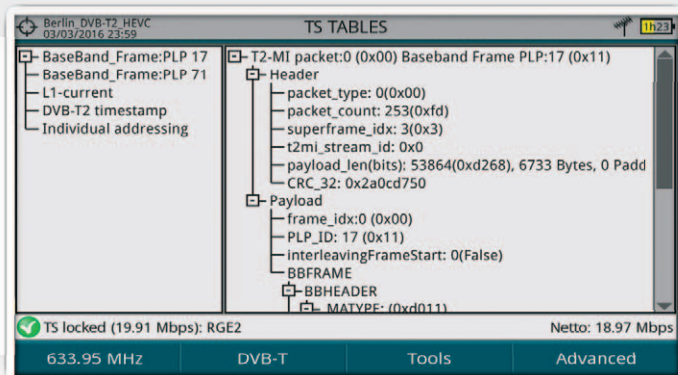 Berlin_DVB-T2_HEVC
03/03/2016 23:59
TS TABLES
1h23
BaseBand_Frame:PLP 17
BaseBand_Frame:PLP 71
L1-current
DVB-T2 timestamp
Individual addressing
T2-MI packet:0 (0x00) Baseband Frame PLP:17 (0x11)
Header
packet_type: 0(0x00)
packet_count: 253(0xfd)
superframe_idx: 3(0x3)
t2mi_stream_id: 0x0
payload_len(bits): 53864(0xd268), 6733 Bytes, 0 Padd
CRC_32: 0x2a0cd750
Payload
frame_idx:0 (0x00)
PLP_ID: 17 (0x11)
interleavingFrameStart: 0(False)
BBFRAME
BBHEADER
MATYPE: (0xd011)
TS locked (19.91 Mbps): RGE2
Netto: 18.97 Mbps
633.95 MHz
DVB-T
Tools
Advanced